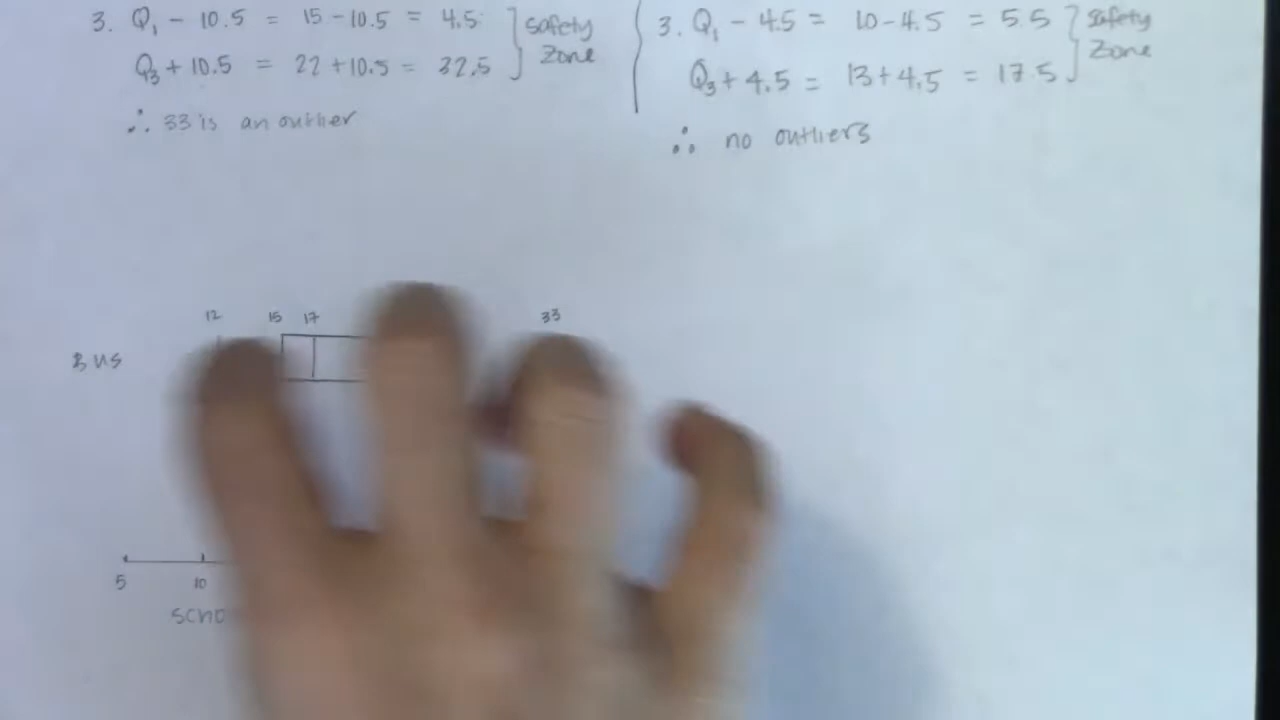 3. Q₁ − 10.5 = 15 − 10.5 = 4.5
Q₃ + 10.5 = 22 + 10.5 = 32.5
Safety
Zone
∴ 33 is an outlier
3. Q₁ − 4.5 = 10 − 4.5 = 5.5
Q₃ + 4.5 = 13 + 4.5 = 17.5
Safety
Zone
∴ no outliers
12 15 17 33
BUS
5 10